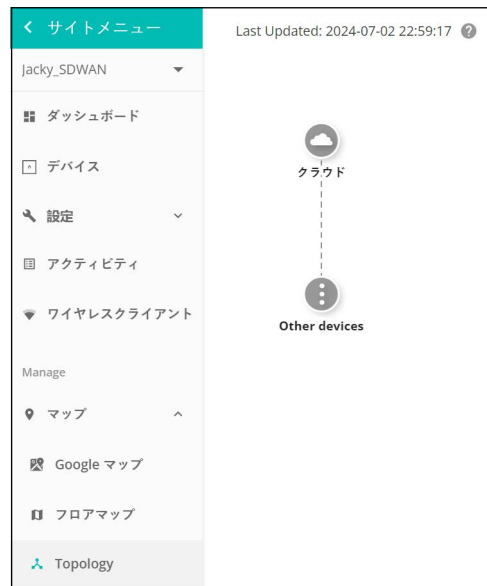 サイトメニュー
Last Updated: 2024-07-02 22:59:17
Jacky_SDWAN
ダッシュボード
デバイス
設定
アクティビティ
ワイヤレスクライアント
Manage
マップ
Google マップ
フロアマップ
Topology
クラウド
Other devices